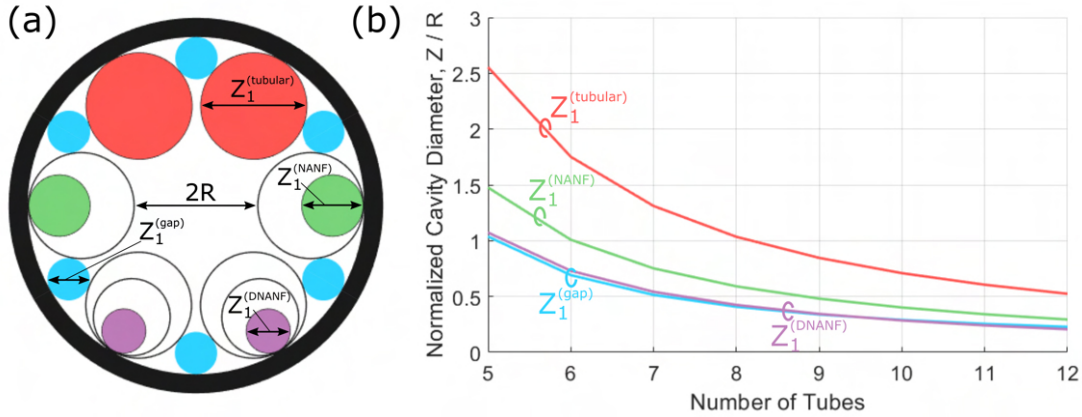 (a)
Z₁⁽ᵗᵘᵇᵘˡᵃʳ⁾
Z₁⁽ᴺᴬᴺᶠ⁾
2R
Z₁⁽ᵍᵃᵖ⁾
Z₁⁽ᴰᴺᴬᴺᶠ⁾
(b)
Normalized Cavity Diameter, Z / R
3
2.5
2
1.5
1
0.5
0
Z₁⁽ᵗᵘᵇᵘˡᵃʳ⁾
Z₁⁽ᴺᴬᴺᶠ⁾
Z₁⁽ᵍᵃᵖ⁾
Z₁⁽ᴰᴺᴬᴺᶠ⁾
5 6 7 8 9 10 11 12
Number of Tubes